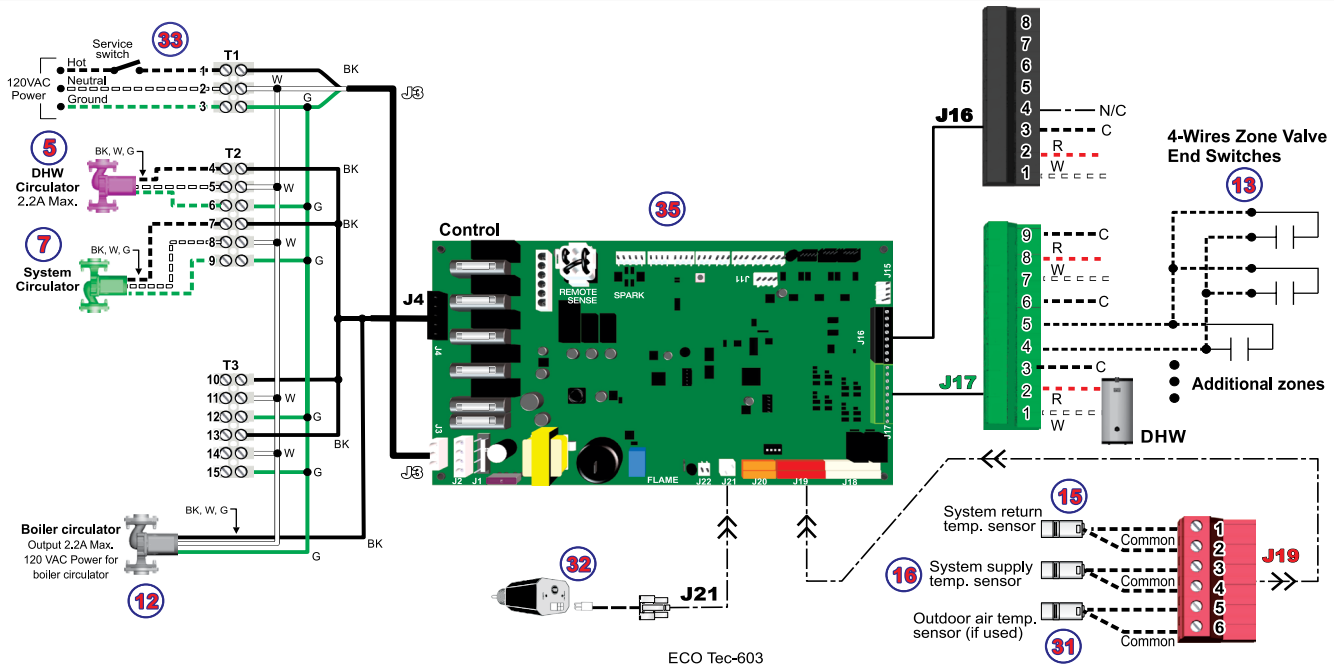 Service
switch
33
T1
Hot
120VAC
Power
Neutral
Ground
1
2
3
BK
W
G
J3
5
DHW
Circulator
2.2A Max.
BK, W, G
T2
4
5
6
7
8
9
BK
W
G
BK
W
G
7
System
Circulator
BK, W, G
T3
10
11
12
13
14
15
W
G
BK
W
G
Boiler circulator
Output 2.2A Max.
120 VAC Power for
boiler circulator
BK, W, G
BK
G
12
35
Control
J4
J4
J3
J3
J2
J1
REMOTE
SENSE
SPARK
J11
J15
J16
J17
FLAME
J22
J21
J20
J19
J18
32
J21
J16
8
7
6
5
4
3
2
1
N/C
C
R
W
4-Wires Zone Valve
End Switches
13
J17
9
8
7
6
5
4
3
2
1
C
R
W
C
C
R
W
Additional zones
DHW
15
System return
temp. sensor
Common
16
System supply
temp. sensor
Common
Outdoor air temp.
sensor (if used)
31
Common
1
2
3
4
5
6
J19
ECO Tec-603